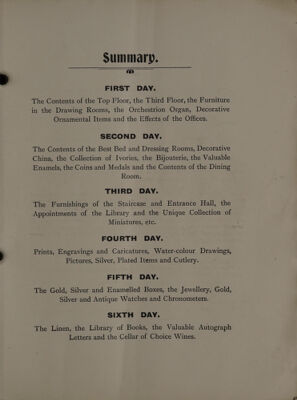 Summary.
FIRST DAY.
The Contents of the Top Floor, the Third Floor, the Furniture
in the Drawing Rooms, the Orchestrion Organ, Decorative
Ornamental Items and the Effects of the Offices.
SECOND DAY.
The Contents of the Best Bed and Dressing Rooms, Decorative
China, the Collection of Ivories, the Bijouterie, the Valuable
Enamels, the Coins and Medals and the Contents of the Dining
Room.
THIRD DAY.
The Furnishings of the Staircase and Entrance Hall, the
Appointments of the Library and the Unique Collection of
Miniatures, etc.
FOURTH DAY.
Prints, Engravings and Caricatures, Water-colour Drawings,
Pictures, Silver, Plated Items and Cutlery.
FIFTH DAY.
The Gold, Silver and Enamelled Boxes, the Jewellery, Gold,
Silver and Antique Watches and Chronometers.
SIXTH DAY.
The Linen, the Library of Books, the Valuable Autograph
Letters and the Cellar of Choice Wines.